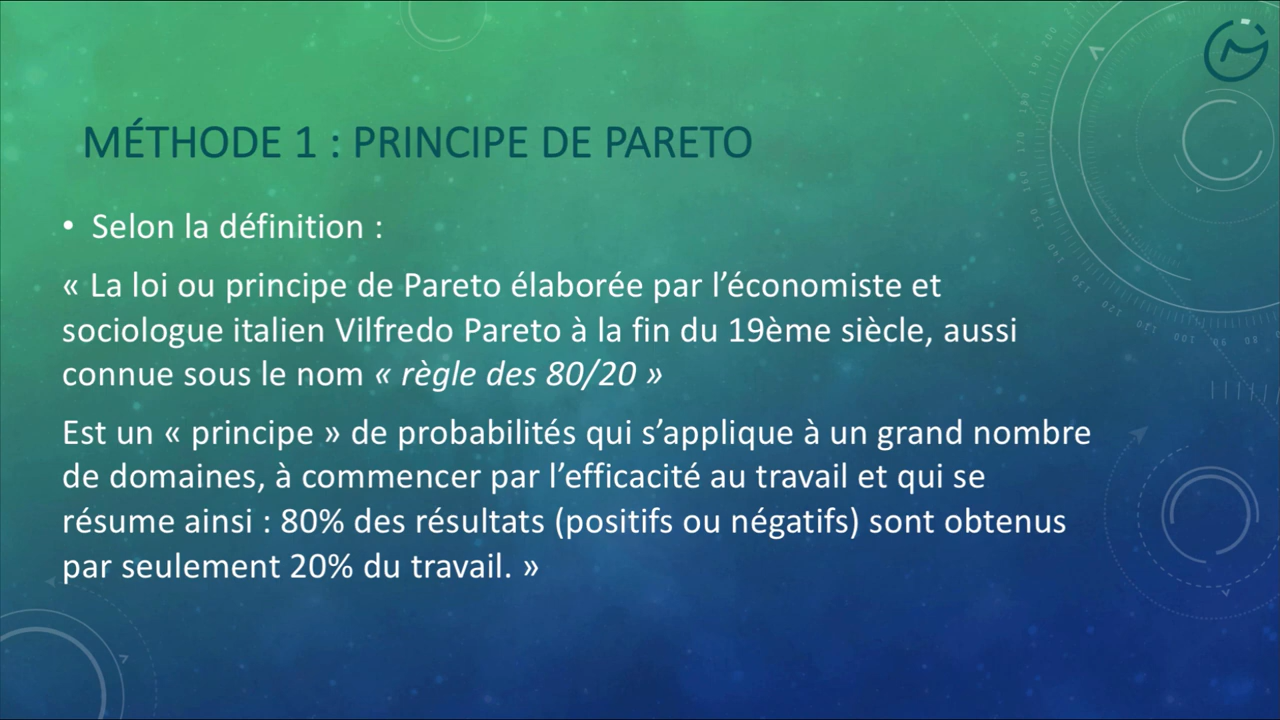 MÉTHODE 1 : PRINCIPE DE PARETO
• Selon la définition :
« La loi ou principe de Pareto élaborée par l’économiste et
sociologue italien Vilfredo Pareto à la fin du 19ème siècle, aussi
connue sous le nom « règle des 80/20 »
Est un « principe » de probabilités qui s’applique à un grand nombre
de domaines, à commencer par l’efficacité au travail et qui se
résume ainsi : 80% des résultats (positifs ou négatifs) sont obtenus
par seulement 20% du travail. »